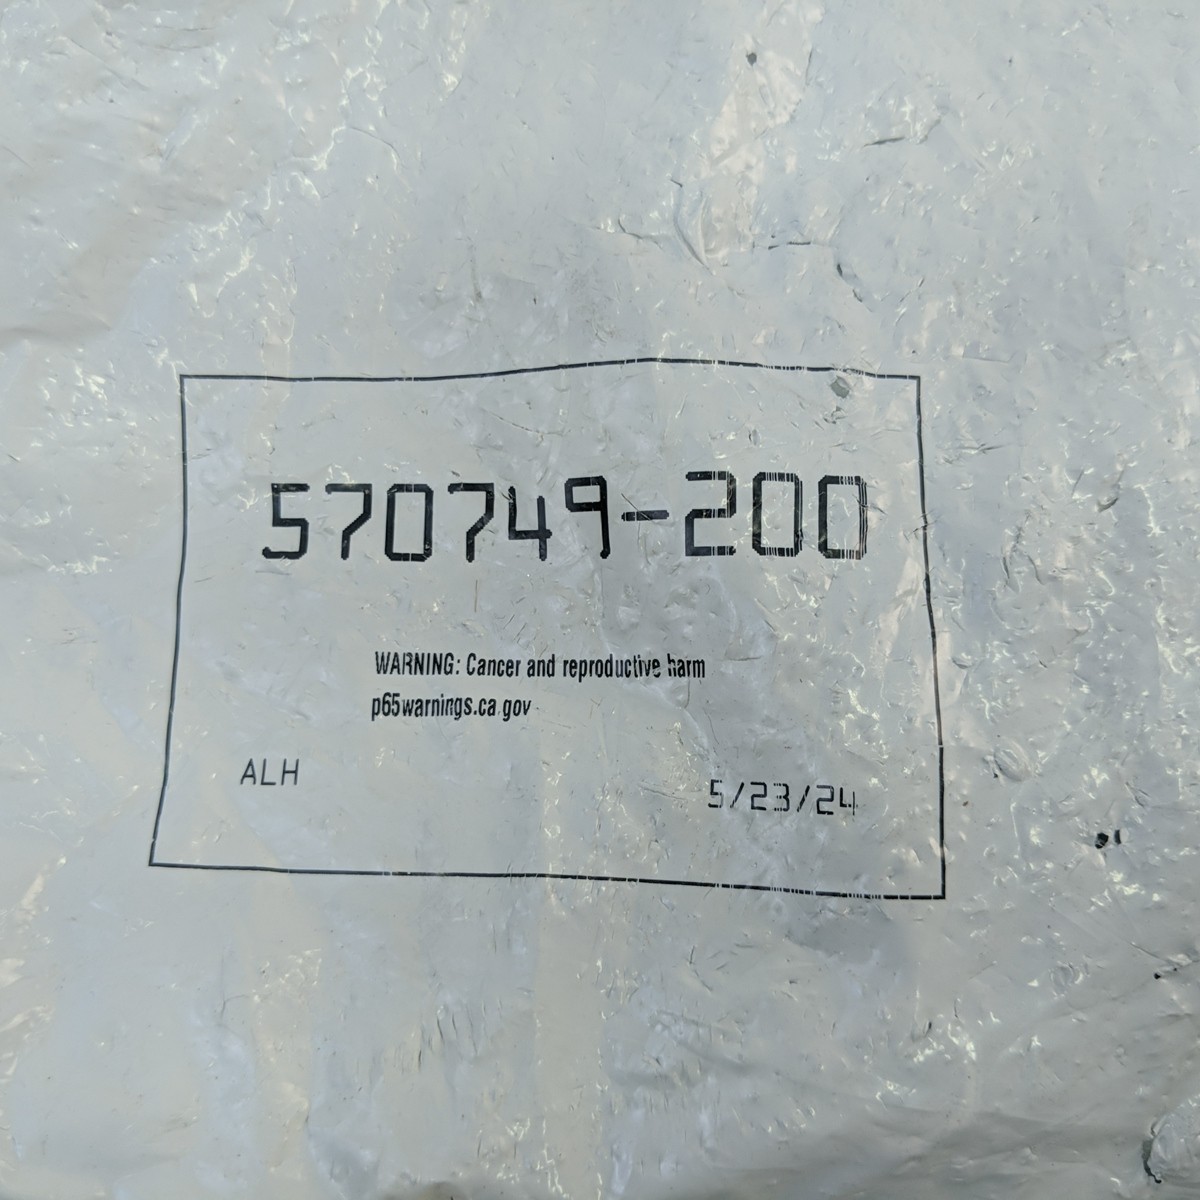 570749-200
WARNING: Cancer and reproductive harm
p65warnings.ca.gov
ALH
5/23/24